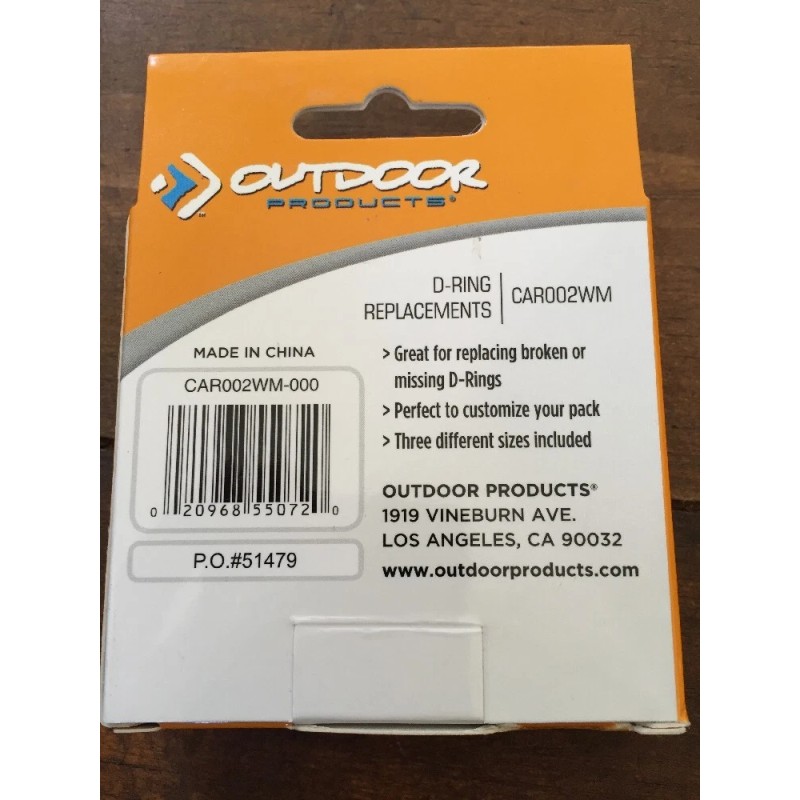 OUTDOOR
PRODUCTS®
D-RING
REPLACEMENTS
CAR002WM
MADE IN CHINA
CAR002WM-000
0 20968 55072 0
P.O.#51479
> Great for replacing broken or
missing D-Rings
> Perfect to customize your pack
> Three different sizes included
OUTDOOR PRODUCTS®
1919 VINEBURN AVE.
LOS ANGELES, CA 90032
www.outdoorproducts.com